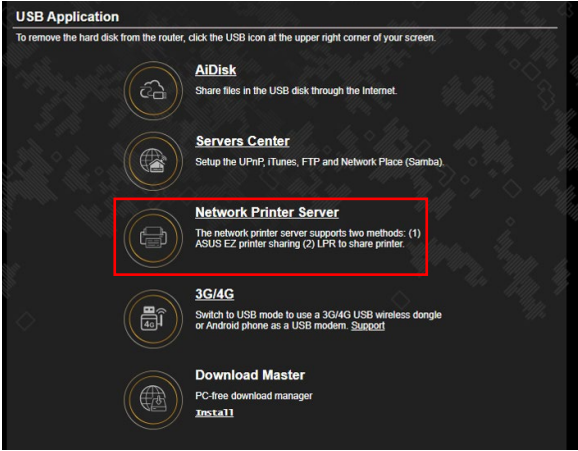 USB Application
To remove the hard disk from the router, click the USB icon at the upper right corner of your screen.
AiDisk
Share files in the USB disk through the Internet.
Servers Center
Setup the UPnP, iTunes, FTP and Network Place (Samba).
Network Printer Server
The network printer server supports two methods: (1)
ASUS EZ printer sharing (2) LPR to share printer.
4G
3G/4G
Switch to USB mode to use a 3G/4G USB wireless dongle
or Android phone as a USB modem. Support
Download Master
PC-free download manager
Install